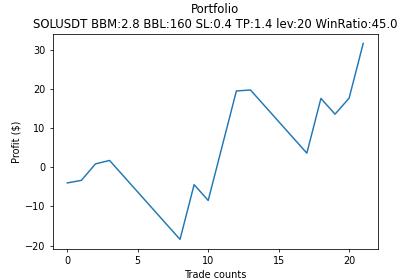 Portfolio
SOLUSDT BBM:2.8 BBL:160 SL:0.4 TP:1.4 lev:20 WinRatio:45.0
30
20
10
0
−10
−20
Profit ($)
0
5
10
15
20
Trade counts